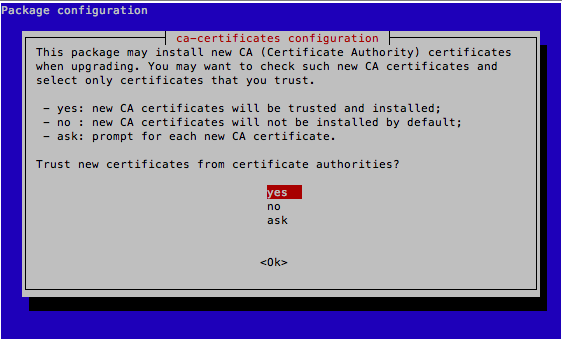 Package configuration
ca-certificates configuration
This package may install new CA (Certificate Authority) certificates
when upgrading. You may want to check such new CA certificates and
select only certificates that you trust.
- yes: new CA certificates will be trusted and installed;
- no : new CA certificates will not be installed by default;
- ask: prompt for each new CA certificate.
Trust new certificates from certificate authorities?
yes
no
ask
<Ok>